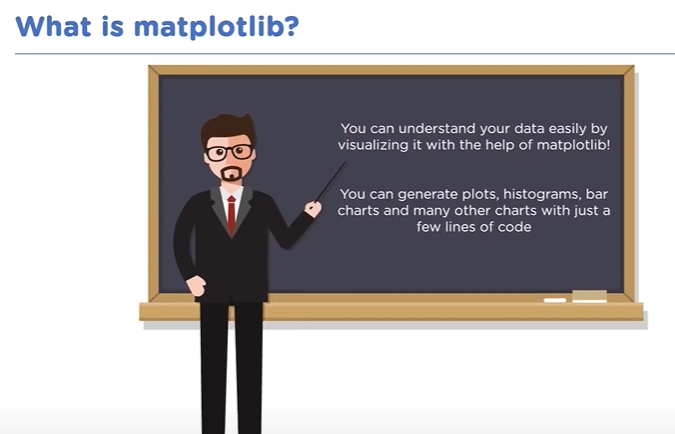 What is matplotlib?
You can understand your data easily by
visualizing it with the help of matplotlib!
You can generate plots, histograms, bar
charts and many other charts with just a
few lines of code